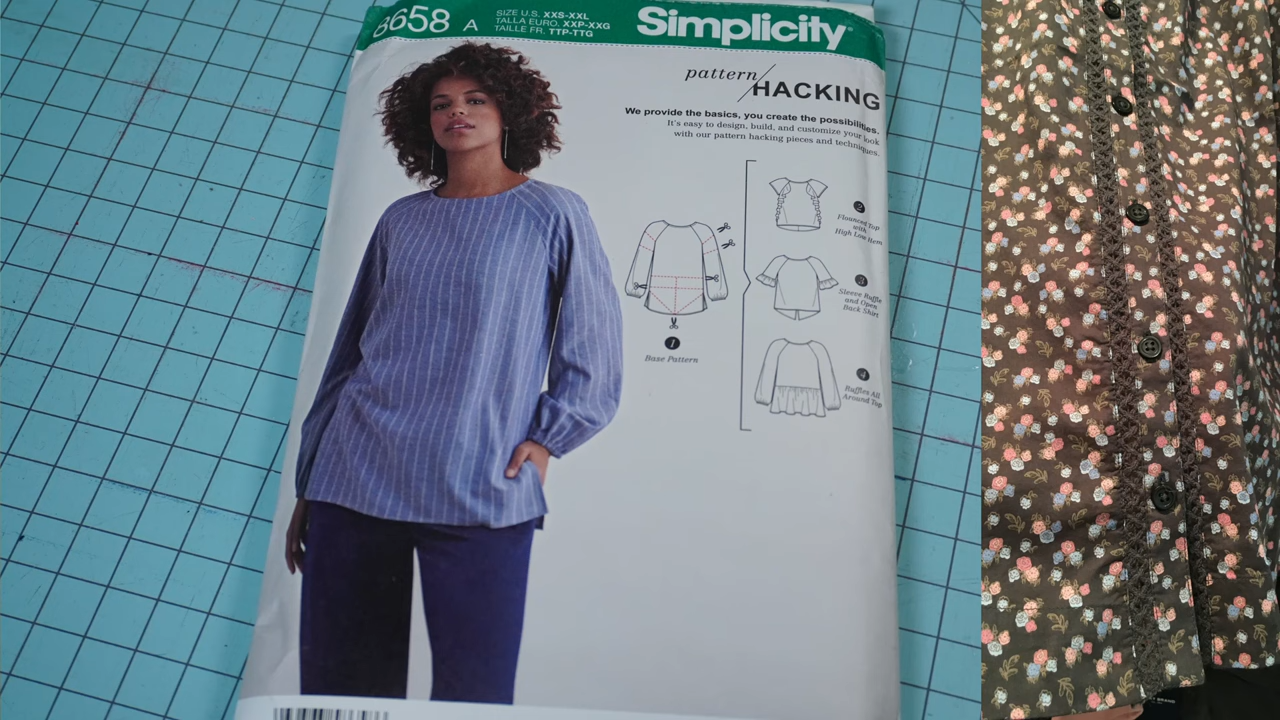 8658 A
SIZE U.S. XXS-XXL
TALLA EURO. XXP-XXG
TAILLE FR. TTP-TTG
Simplicity
pattern/HACKING
We provide the basics, you create the possibilities.
It's easy to design, build, and customize your look
with our pattern hacking pieces and techniques.
1
Base Pattern
2
Flounced Top
with
High Low Hem
3
Sleeve Ruffle
and Open
Back Shirt
4
Ruffles All
Around Top